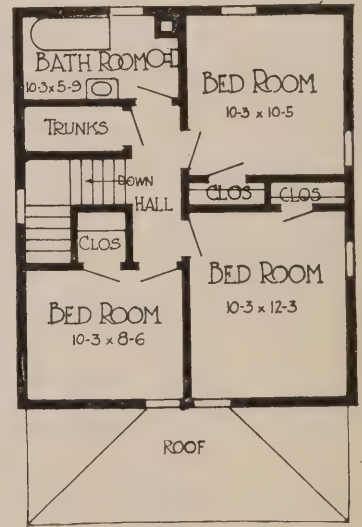 BATH ROOM
10-3 x 5-9
BED ROOM
10-3 x 10-5
TRUNKS
DOWN
HALL
CLOS
CLOS
CLOS
BED ROOM
10-3 x 8-6
BED ROOM
10-3 x 12-3
ROOF